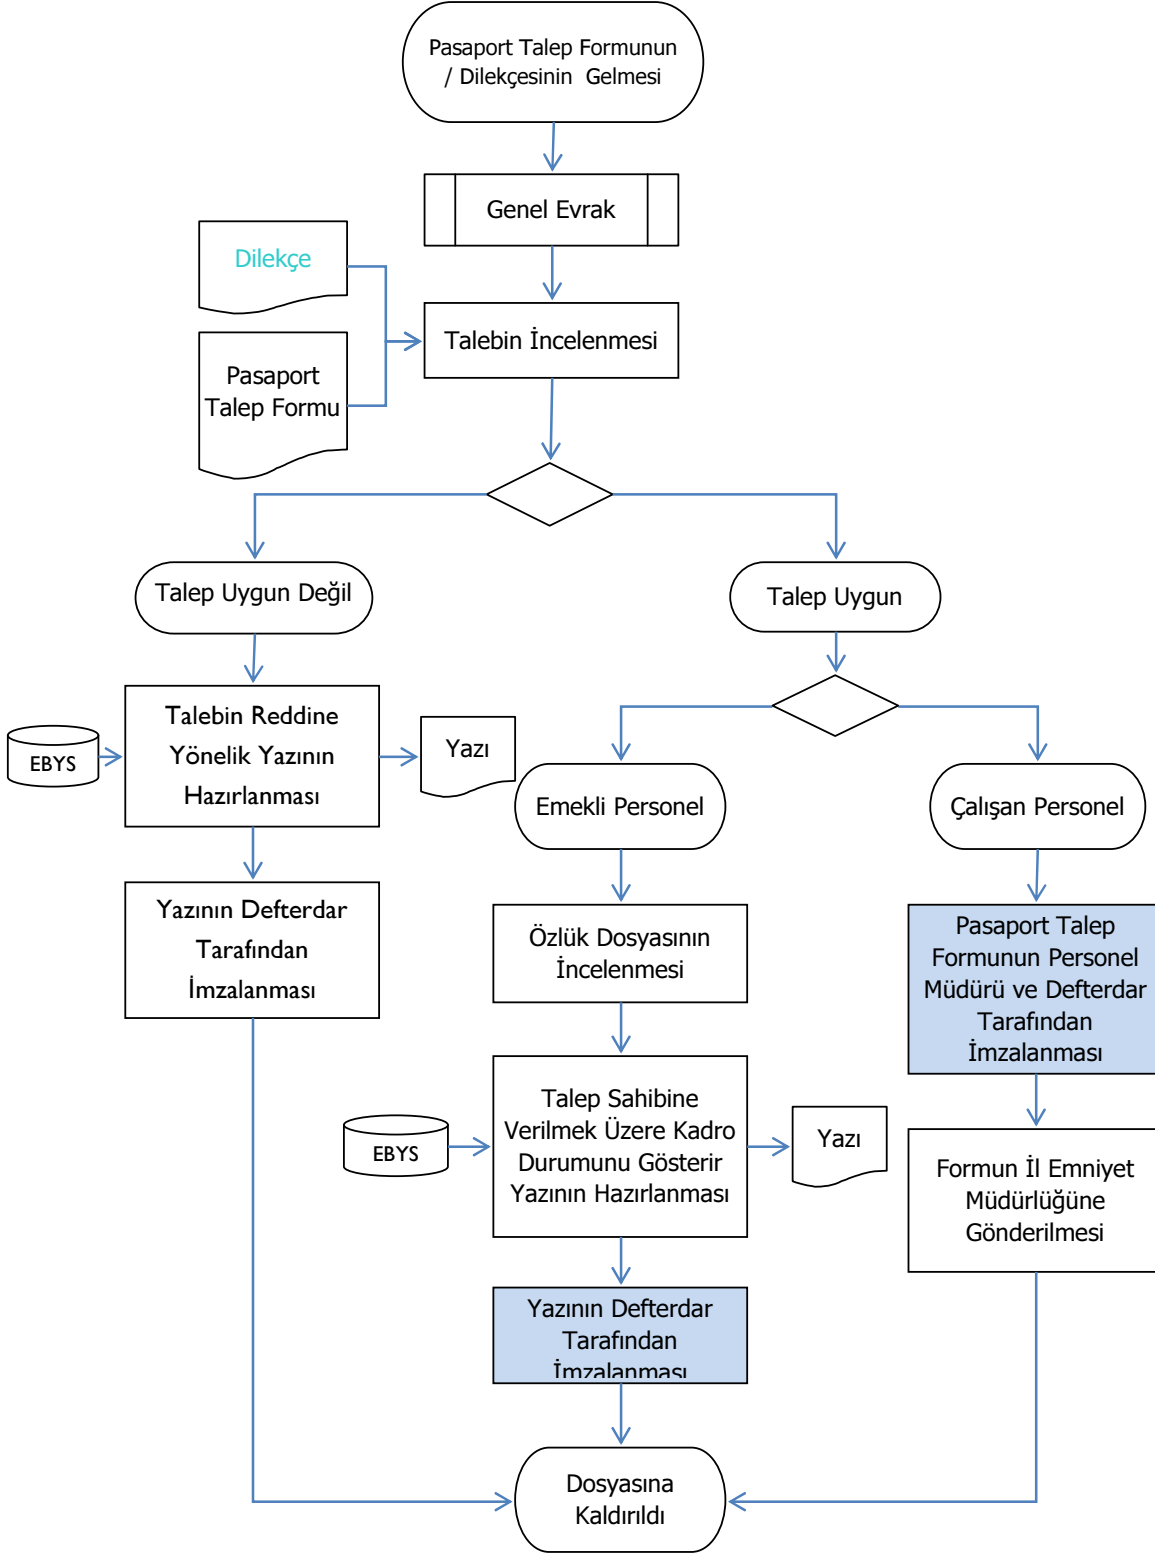 Pasaport Talep Formunun
/ Dilekçesinin Gelmesi
Genel Evrak
Dilekçe
Talebin İncelenmesi
Pasaport
Talep Formu
Talep Uygun Değil
Talep Uygun
Talebin Reddine
Yönelik Yazının
Hazırlanması
EBYS
Yazı
Emekli Personel
Çalışan Personel
Yazının Defterdar
Tarafından
İmzalanması
Özlük Dosyasının
İncelenmesi
Pasaport Talep
Formunun Personel
Müdürü ve Defterdar
Tarafından
İmzalanması
Talep Sahibine
Verilmek Üzere Kadro
Durumunu Gösterir
Yazının Hazırlanması
EBYS
Yazı
Formun İl Emniyet
Müdürlüğüne
Gönderilmesi
Yazının Defterdar
Tarafından
İmzalanması
Dosyasına
Kaldırıldı